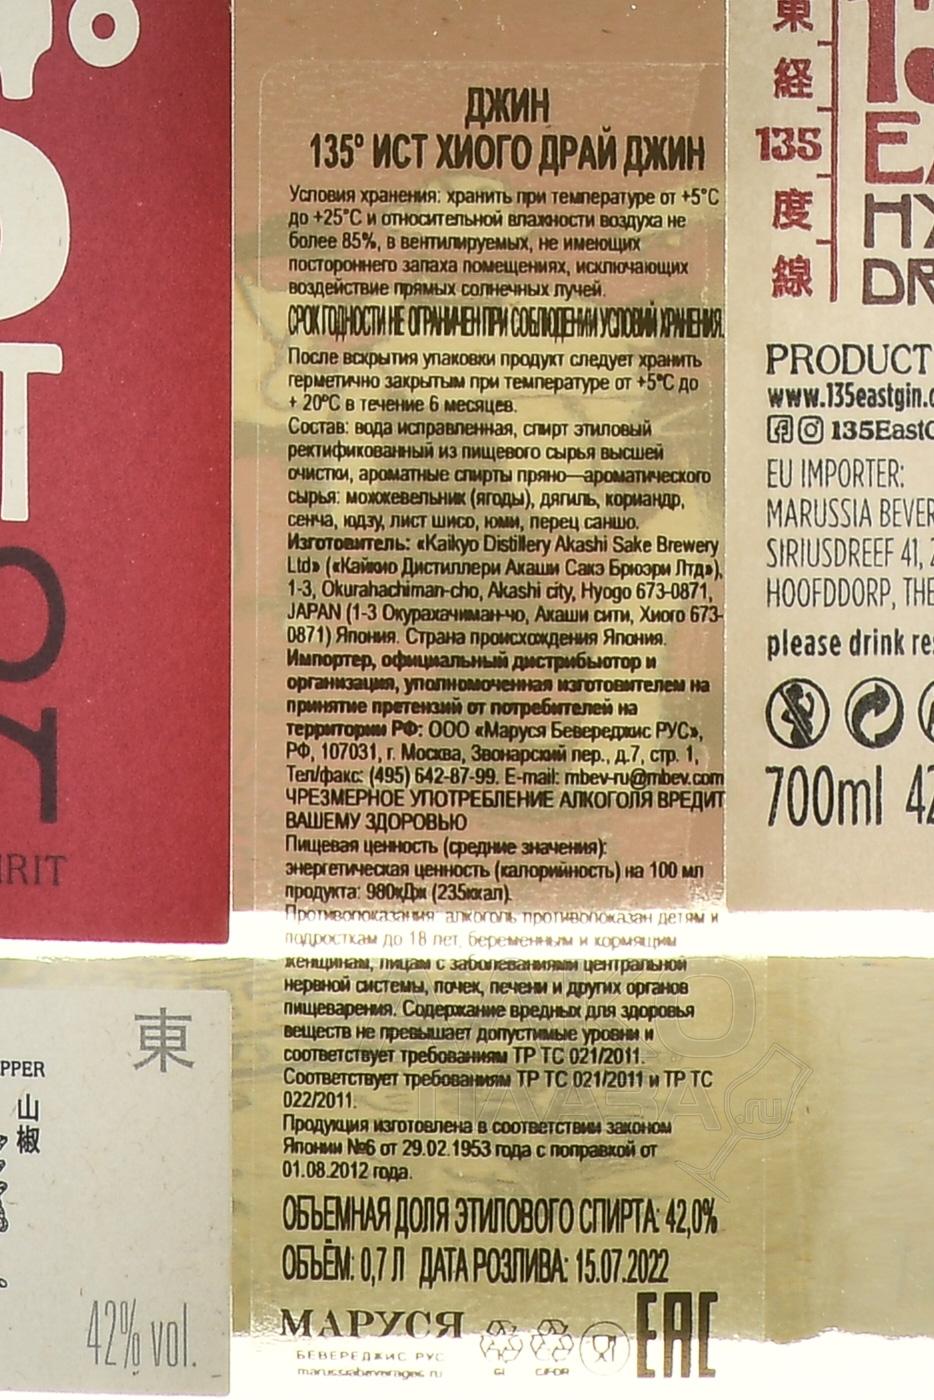 ДЖИН
135° ИСТ ХИОГО ДРАЙ ДЖИН
Условия хранения: хранить при температуре от +5°С
до +25°С и относительной влажности воздуха не
более 85%, в вентилируемых, не имеющих
постороннего запаха помещениях, исключающих
воздействие прямых солнечных лучей.
СРОК ГОДНОСТИ НЕ ОГРАНИЧЕН ПРИ СОБЛЮДЕНИИ УСЛОВИЙ ХРАНЕНИЯ.
После вскрытия упаковки продукт следует хранить
герметично закрытым при температуре от +5°С до
+ 20°С в течение 6 месяцев.
Состав: вода исправленная, спирт этиловый
ректификованный из пищевого сырья высшей
очистки, ароматные спирты пряно—ароматического
сырья: можжевельник (ягоды), дягиль, кориандр,
сенча, юдзу, лист шисо, юми, перец саншо.
Изготовитель: «Kaikyo Distillery Akashi Sake Brewery
Ltd» («Кайкио Дистиллери Акаши Сакэ Брюэри Лтд»),
1-3, Okurahachiman-cho, Akashi city, Hyogo 673-0871,
JAPAN (1-3 Окурахачиман-чо, Акаши сити, Хиого 673-
0871) Япония. Страна происхождения Япония.
Импортер, официальный дистрибьютор и
организация, уполномоченная изготовителем на
принятие претензий от потребителей на
территории РФ: ООО «Маруся Бевереджис РУС»,
РФ, 107031, г. Москва, Звонарский пер., д.7, стр. 1,
Тел/факс: (495) 642-87-99. E-mail: mbev-ru@mbev.com
ЧРЕЗМЕРНОЕ УПОТРЕБЛЕНИЕ АЛКОГОЛЯ ВРЕДИТ
ВАШЕМУ ЗДОРОВЬЮ
Пищевая ценность (средние значения):
энергетическая ценность (калорийность) на 100 мл
продукта: 980кДж (235ккал).
Противопоказания: алкоголь противопоказан детям и
подросткам до 18 лет, беременным и кормящим
женщинам, лицам с заболеваниями центральной
нервной системы, почек, печени и других органов
пищеварения. Содержание вредных для здоровья
веществ не превышает допустимые уровни и
соответствует требованиям ТР ТС 021/2011.
Соответствует требованиям ТР ТС 021/2011 и ТР ТС
022/2011.
Продукция изготовлена в соответствии законом
Японии №6 от 29.02.1953 года с поправкой от
01.08.2012 года.
ОБЪЕМНАЯ ДОЛЯ ЭТИЛОВОГО СПИРТА: 42,0%
ОБЪЁМ: 0,7 Л ДАТА РОЗЛИВА: 15.07.2022
МАРУСЯ
БЕВЕРЕДЖИС РУС
marussiabeverages.ru
GI
C/FOR
EAC
東経
135
度線
PRODUCT
www.135eastgin.c
135EastG
EU IMPORTER:
MARUSSIA BEVER
SIRIUSDREEF 41, 2
HOOFDDORP, THE
please drink res
700ml 42
IRIT
東
PPER
山椒
42% vol.
ПЛАЗА.ru